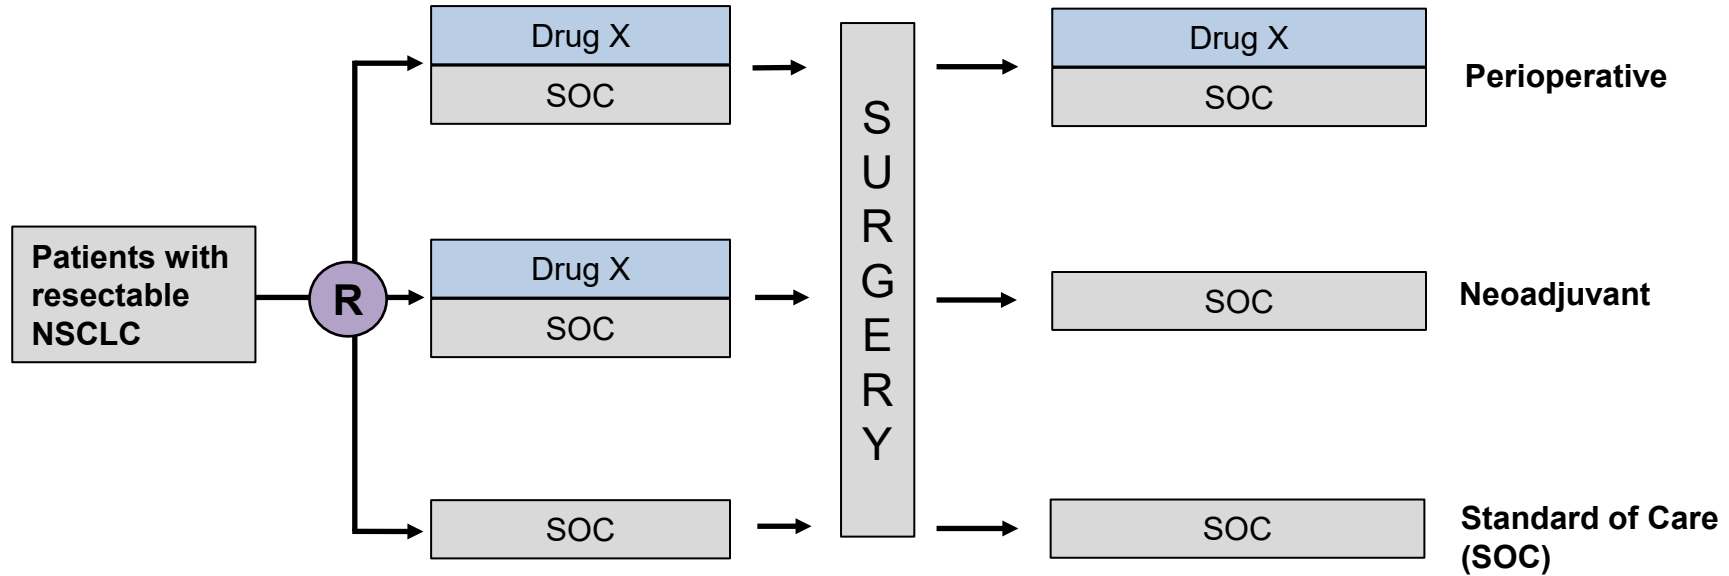 Drug X
SOC
Drug X
SOC
Perioperative
Patients with
resectable
NSCLC
R
Drug X
SOC
SURGERY
SOC
Neoadjuvant
SOC
SOC
Standard of Care
(SOC)